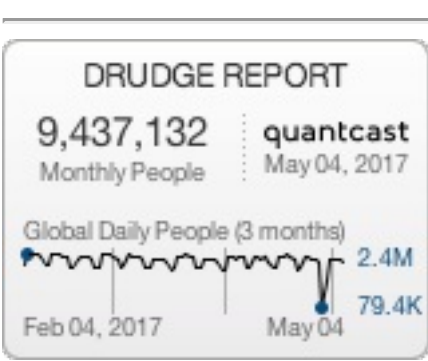 DRUDGE REPORT
9,437,132
Monthly People
quantcast
May 04, 2017
Global Daily People (3 months)
2.4M
79.4K
Feb 04, 2017
May 04